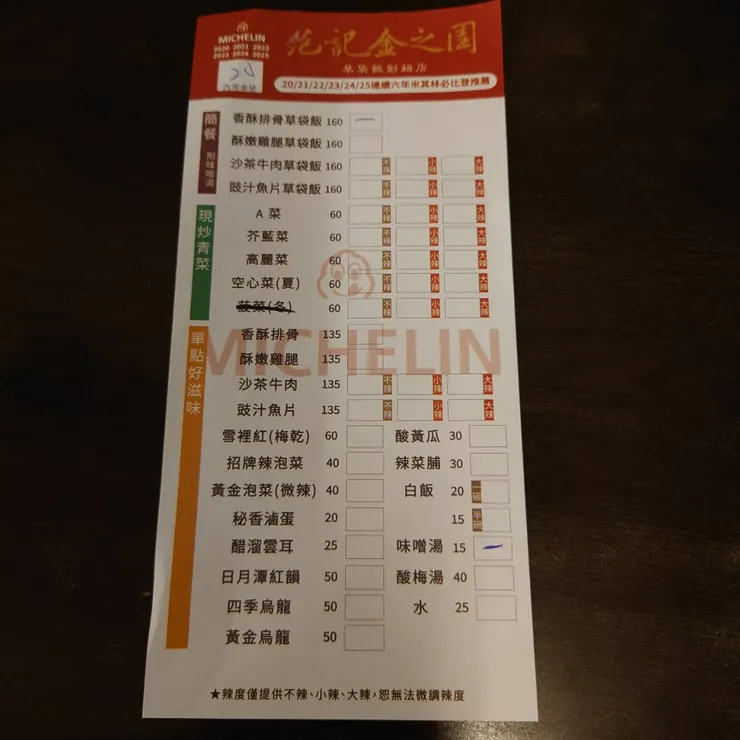 MICHELIN
2020 2021 2022
2023 2024 2025
范記金之園
草菜飯創始店
20/21/22/23/24/25連續六年米其林必比登推薦
簡餐 附味噌湯
香酥排骨草袋飯 160 一
酥嫩雞腿草袋飯 160
沙茶牛肉草袋飯 160 不辣 小辣 大辣
豉汁魚片草袋飯 160 不辣 小辣 大辣
現炒青菜
A菜 60 不辣 小辣 大辣
芥藍菜 60 不辣 小辣 大辣
高麗菜 60 不辣 小辣 大辣
空心菜(夏) 60 不辣 小辣 大辣
菠菜(冬) 60 不辣 小辣 大辣
MICHELIN
單點好滋味
香酥排骨 135
酥嫩雞腿 135
沙茶牛肉 135 不辣 小辣 大辣
豉汁魚片 135 不辣 小辣 大辣
雪裡紅(梅乾) 60 酸黃瓜 30
招牌辣泡菜 40 辣菜脯 30
黃金泡菜(微辣) 40 白飯 20 一碗
秘香滷蛋 20 15 半碗
醋溜雲耳 25 味噌湯 15 一
日月潭紅韻 50 酸梅湯 40
四季烏龍 50 水 25
黃金烏龍 50
★辣度僅提供不辣、小辣、大辣，恕無法微調辣度